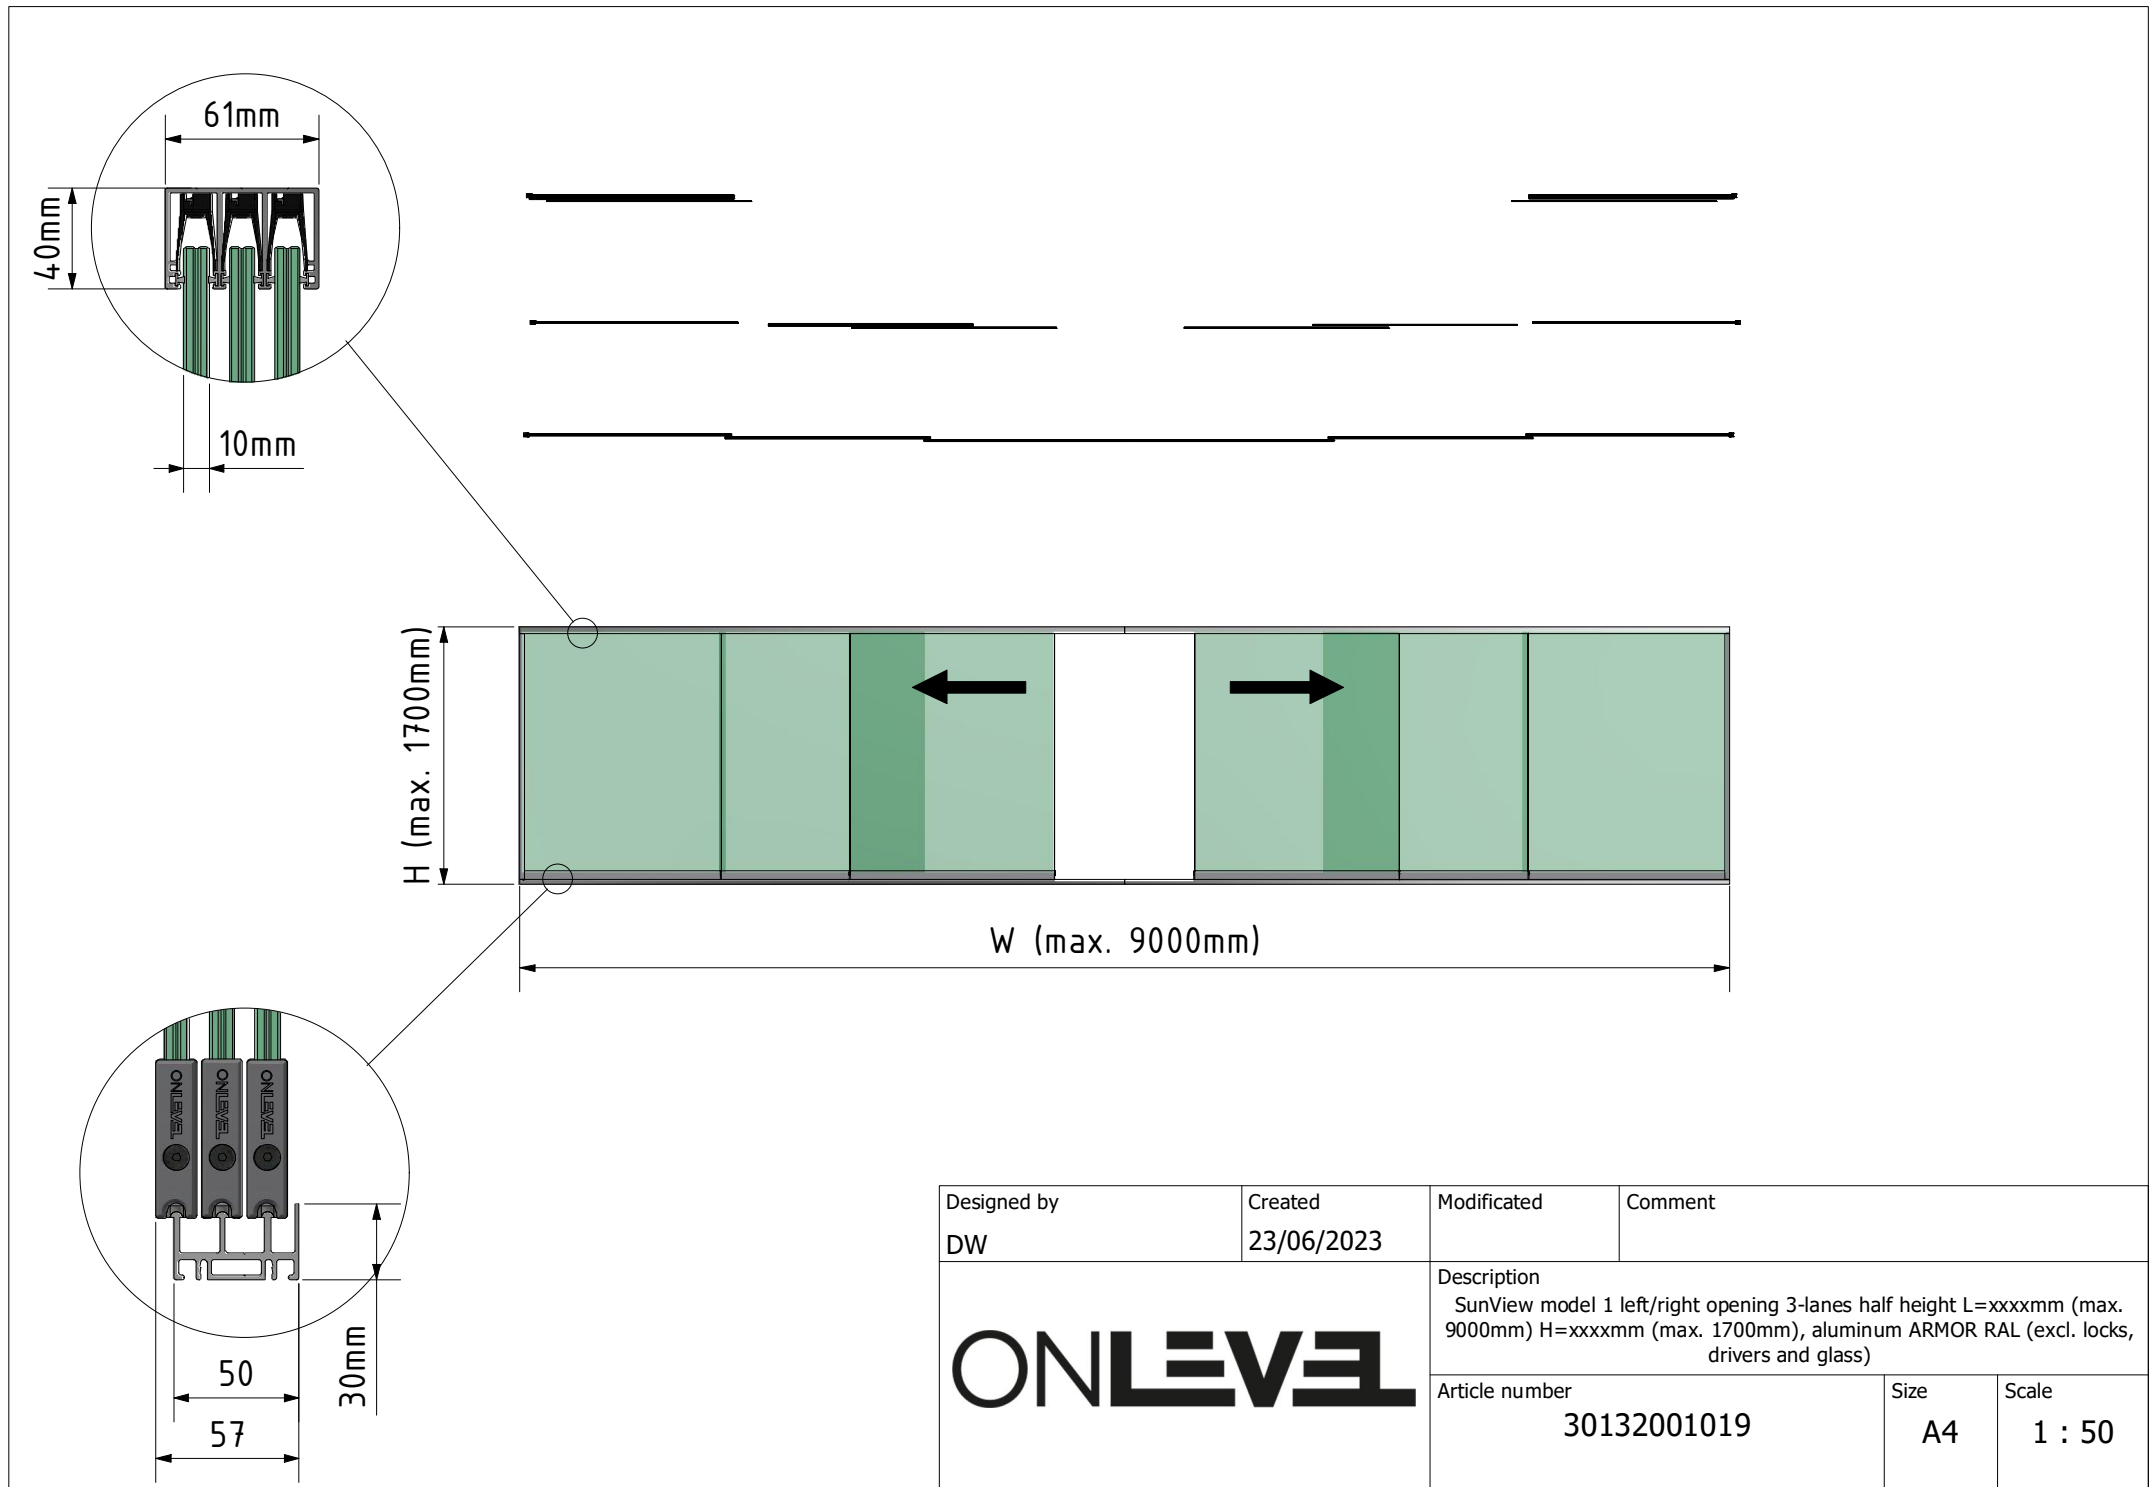 61mm
40mm
10mm
H (max. 1700mm)
W (max. 9000mm)
ONLEVEL
ONLEVEL
ONLEVEL
30mm
50
57
Designed by
DW
Created
23/06/2023
Modificated
Comment
ONLEVEL
Description
SunView model 1 left/right opening 3-lanes half height L=xxxxmm (max.
9000mm) H=xxxxmm (max. 1700mm), aluminum ARMOR RAL (excl. locks,
drivers and glass)
Article number
30132001019
Size
A4
Scale
1 : 50